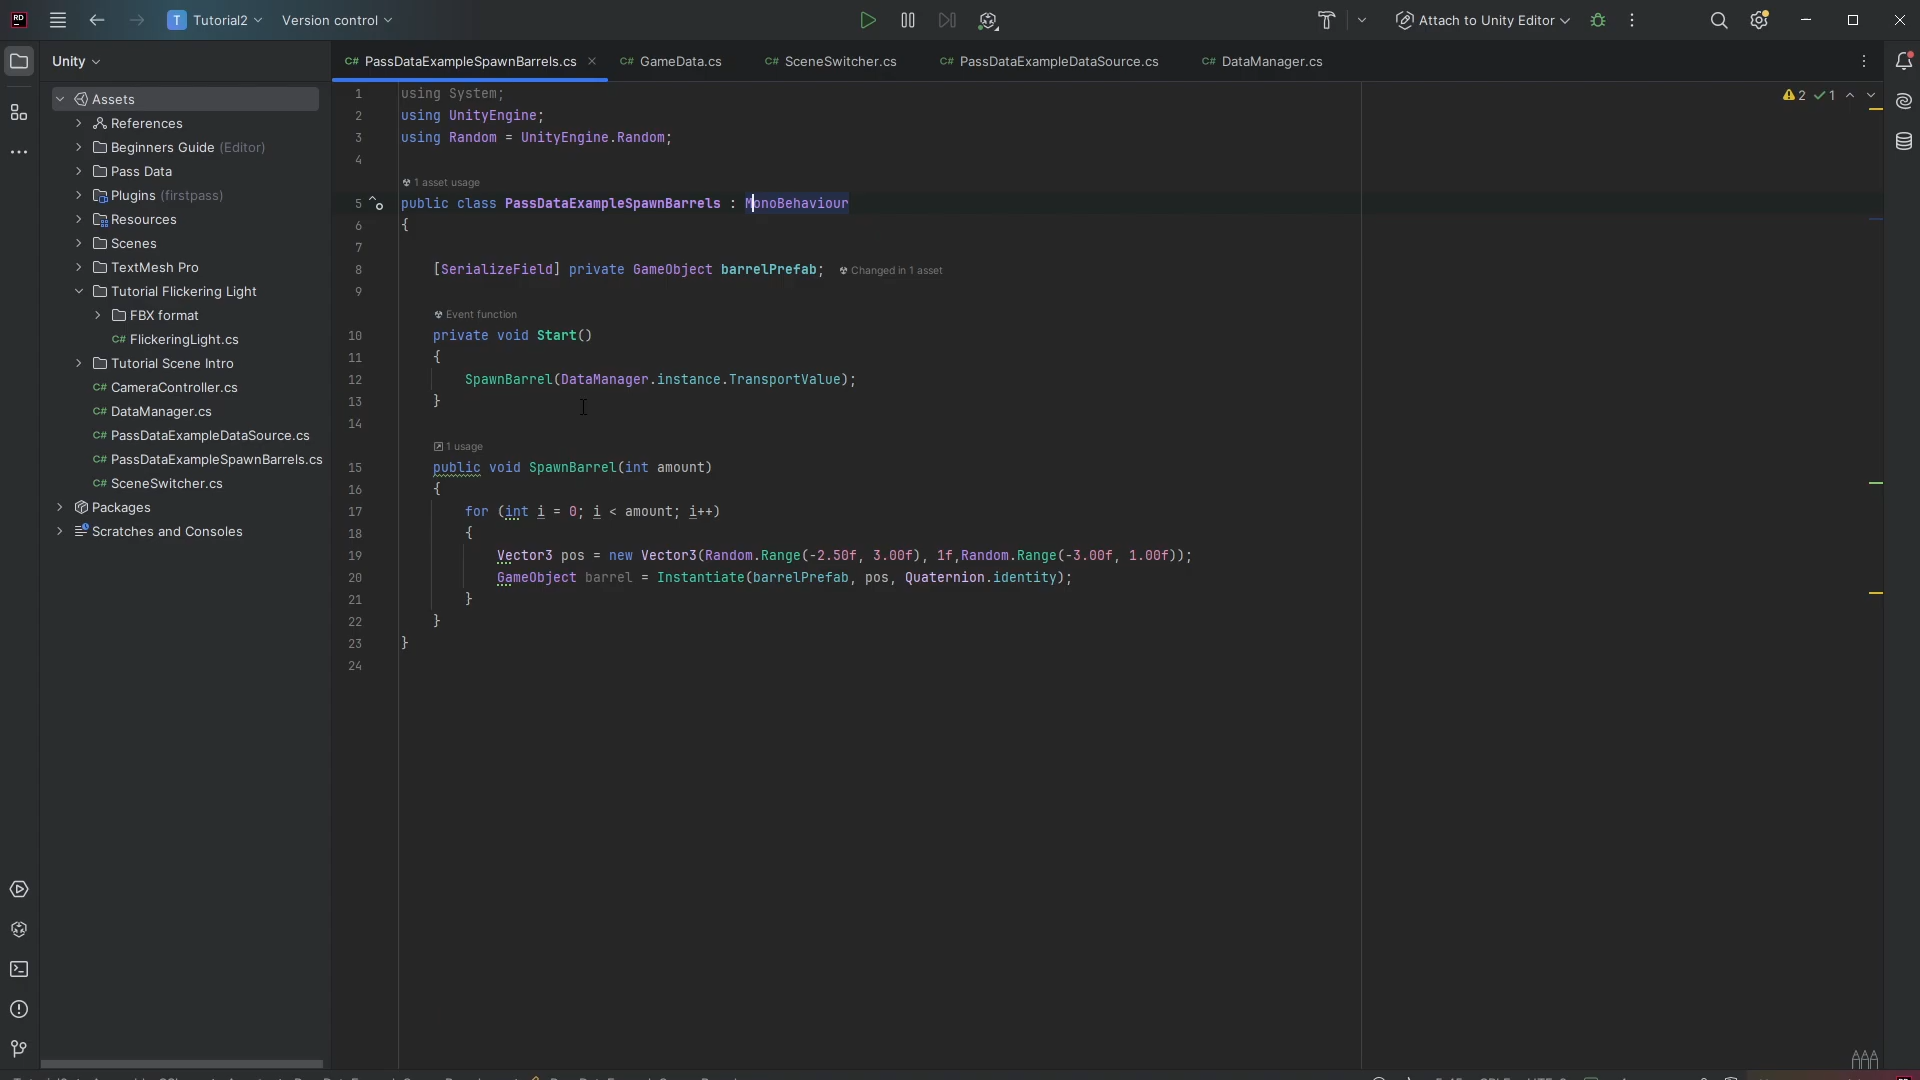 RD T Tutorial2 Version control Attach to Unity Editor
Unity
C# PassDataExampleSpawnBarrels.cs C# GameData.cs C# SceneSwitcher.cs C# PassDataExampleDataSource.cs C# DataManager.cs
Assets
References
Beginners Guide (Editor)
Pass Data
Plugins (firstpass)
Resources
Scenes
TextMesh Pro
Tutorial Flickering Light
FBX format
C# FlickeringLight.cs
Tutorial Scene Intro
C# CameraController.cs
C# DataManager.cs
C# PassDataExampleDataSource.cs
C# PassDataExampleSpawnBarrels.cs
C# SceneSwitcher.cs
Packages
Scratches and Consoles
2 1
1 using System;
2 using UnityEngine;
3 using Random = UnityEngine.Random;
4
1 asset usage
5 public class PassDataExampleSpawnBarrels : MonoBehaviour
6 {
7
8 [SerializeField] private GameObject barrelPrefab; Changed in 1 asset
9
Event function
10 private void Start()
11 {
12 SpawnBarrel(DataManager.instance.TransportValue);
13 }
14
1 usage
15 public void SpawnBarrel(int amount)
16 {
17 for (int i = 0; i < amount; i++)
18 {
19 Vector3 pos = new Vector3(Random.Range(-2.50f, 3.00f), 1f,Random.Range(-3.00f, 1.00f));
20 GameObject barrel = Instantiate(barrelPrefab, pos, Quaternion.identity);
21 }
22 }
23 }
24